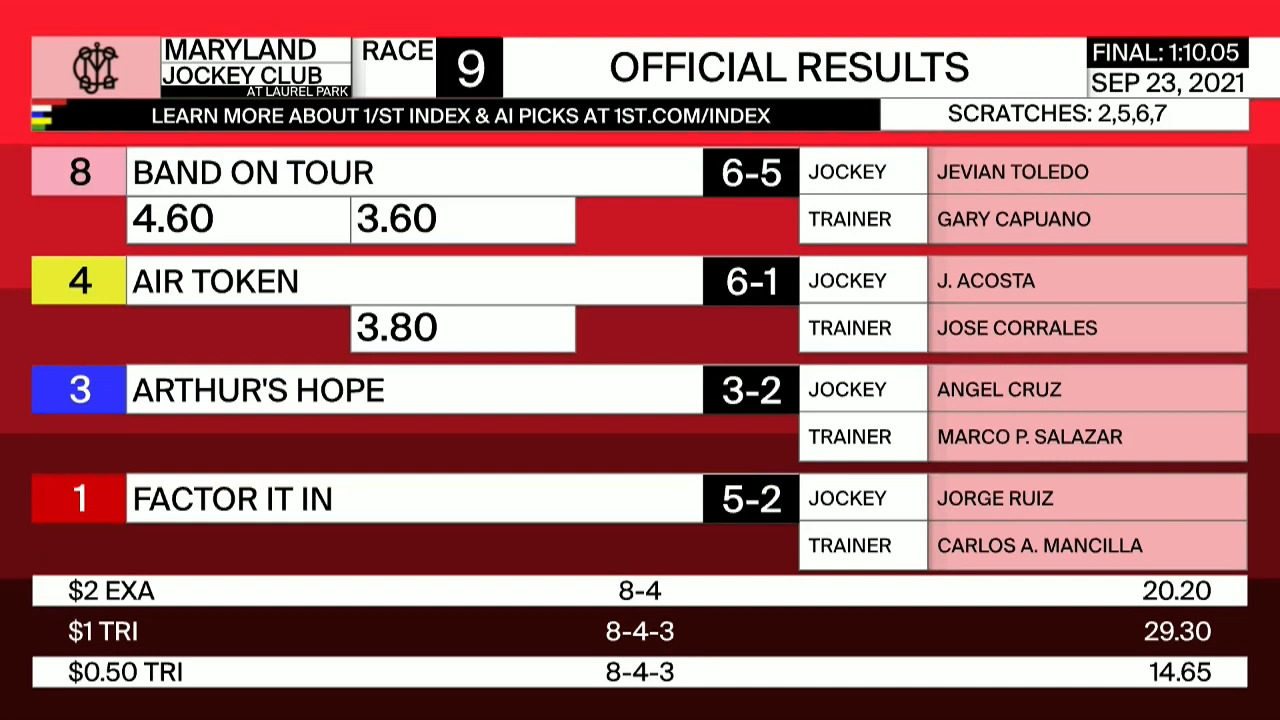 MARYLAND
JOCKEY CLUB
AT LAUREL PARK
RACE 9
OFFICIAL RESULTS
FINAL: 1:10.05
SEP 23, 2021
LEARN MORE ABOUT 1/ST INDEX & AI PICKS AT 1ST.COM/INDEX
SCRATCHES: 2,5,6,7
8 BAND ON TOUR 6-5 JOCKEY JEVIAN TOLEDO
4.60 3.60 TRAINER GARY CAPUANO
4 AIR TOKEN 6-1 JOCKEY J. ACOSTA
3.80 TRAINER JOSE CORRALES
3 ARTHUR'S HOPE 3-2 JOCKEY ANGEL CRUZ
TRAINER MARCO P. SALAZAR
1 FACTOR IT IN 5-2 JOCKEY JORGE RUIZ
TRAINER CARLOS A. MANCILLA
$2 EXA 8-4 20.20
$1 TRI 8-4-3 29.30
$0.50 TRI 8-4-3 14.65